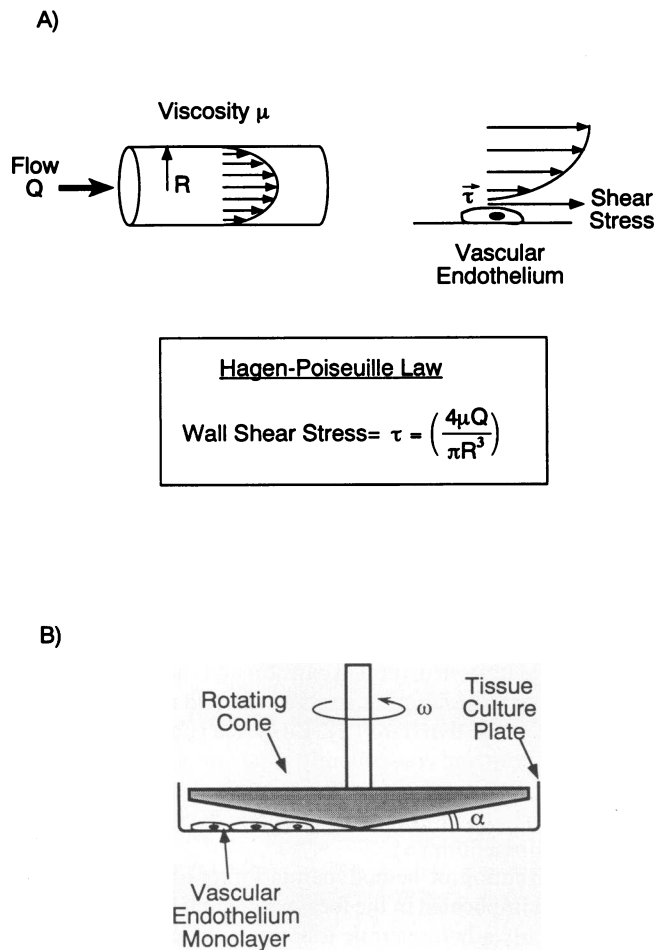 A)
Viscosity μ
Flow
Q
R
τ
Shear
Stress
Vascular
Endothelium
Hagen-Poiseuille Law
Wall Shear Stress= τ = (4μQ/πR³)
B)
Rotating
Cone
ω
Tissue
Culture
Plate
α
Vascular
Endothelium
Monolayer